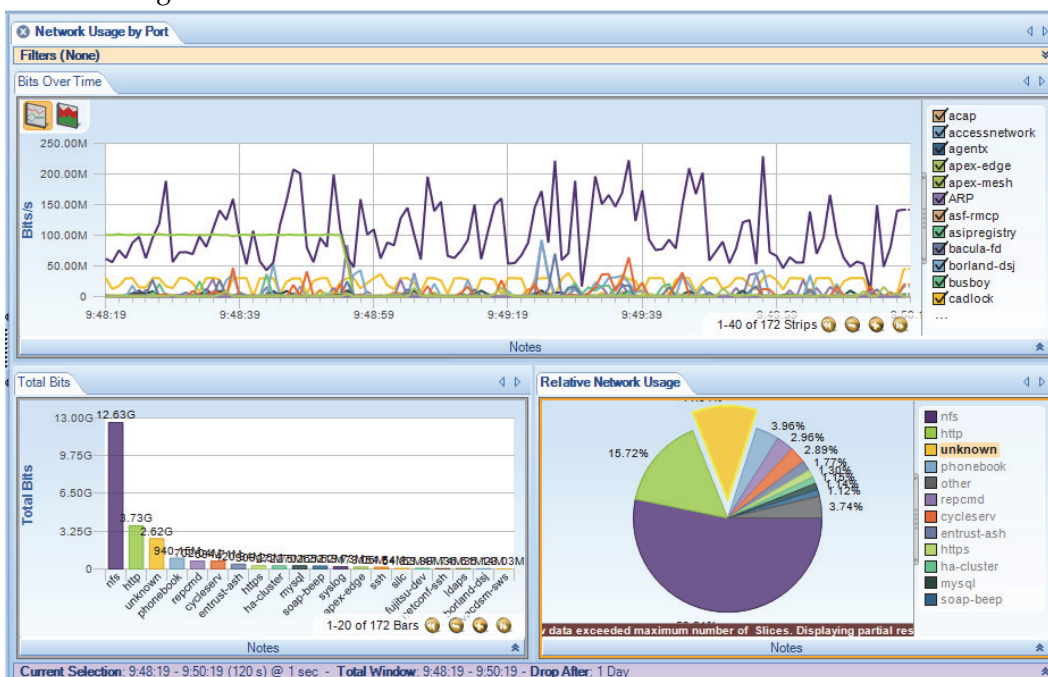 Network Usage by Port
Filters (None)
Bits Over Time
250.00M
200.00M
150.00M
100.00M
50.00M
0
Bits/s
9:48:19
9:48:39
9:48:59
9:49:19
9:49:39
1-40 of 172 Strips
acap
accessnetwork
agentx
apex-edge
apex-mesh
ARP
asf-rmcp
asipregistry
bacula-fd
borland-dsj
busboy
cadlock
...
Notes
Total Bits
13.00G
9.75G
6.50G
3.25G
0
Total Bits
12.63G
3.73G
2.62G
nfs
http
unknown
phonebook
repcmd
cycleserv
entrust-ash
https
ha-cluster
mysql
soap-beep
syslog
apex-edge
ssh
silc
fujitsu-dev
netconf-ssh
ldaps
borland-dsj
1-20 of 172 Bars
Notes
Relative Network Usage
15.72%
3.96%
2.96%
2.89%
1.77%
1.30%
1.15%
1.14%
1.12%
3.74%
data exceeded maximum number of Slices. Displaying partial
nfs
http
unknown
phonebook
other
repcmd
cycleserv
entrust-ash
https
ha-cluster
mysql
soap-beep
Notes
Current Selection: 9:48:19 - 9:50:19 (120 s) @ 1 sec - Total Window: 9:48:19 - 9:50:19 - Drop After: 1 Day